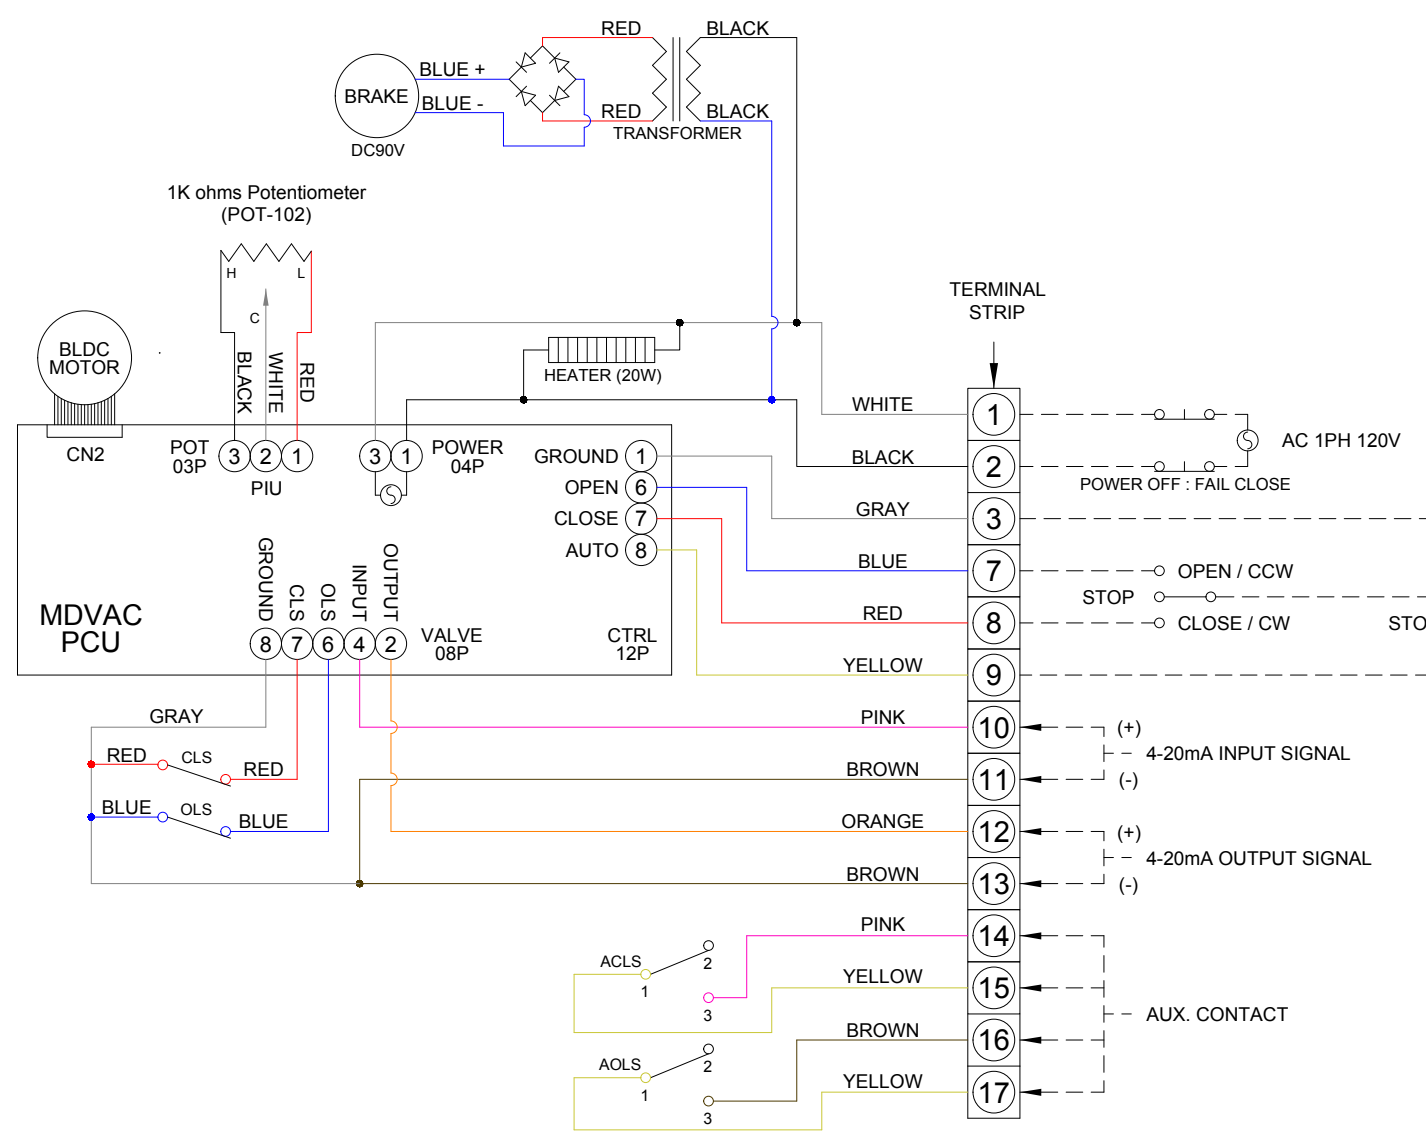 RED
BLACK
BLUE +
BRAKE
BLUE -
RED
BLACK
TRANSFORMER
DC90V
1K ohms Potentiometer
(POT-102)
H
L
C
TERMINAL
STRIP
BLDC
MOTOR
BLACK
WHITE
RED
HEATER (20W)
WHITE
1
AC 1PH 120V
CN2
POT
03P
3
2
1
PIU
3
1
POWER
04P
GROUND
1
BLACK
2
POWER OFF : FAIL CLOSE
OPEN
6
GRAY
3
CLOSE
7
AUTO
8
BLUE
7
OPEN / CCW
STOP
RED
8
CLOSE / CW
STO
GROUND
CLS
OLS
INPUT
OUTPUT
MDVAC
PCU
8
7
6
4
2
VALVE
08P
CTRL
12P
YELLOW
9
GRAY
PINK
10
(+)
4-20mA INPUT SIGNAL
RED
CLS
RED
BROWN
11
(-)
BLUE
OLS
BLUE
ORANGE
12
(+)
4-20mA OUTPUT SIGNAL
BROWN
13
(-)
PINK
14
ACLS
1
2
3
YELLOW
15
AUX. CONTACT
BROWN
16
AOLS
1
2
3
YELLOW
17